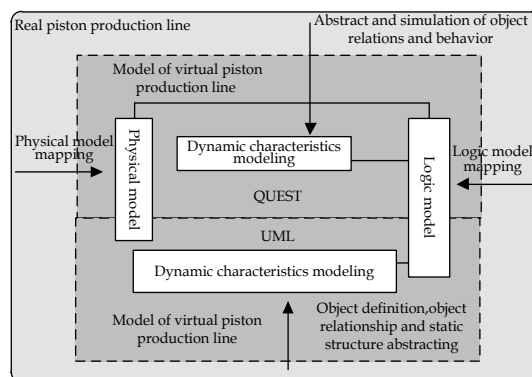 Real piston production line
Abstract and simulation of object
relations and behavior
Model of virtual piston
production line
Physical model
mapping
Physical model
Dynamic characteristics
modeling
Logic model
Logic model
mapping
QUEST
UML
Dynamic characteristics modeling
Model of virtual piston
production line
Object definition,object
relationship and static
structure abstracting